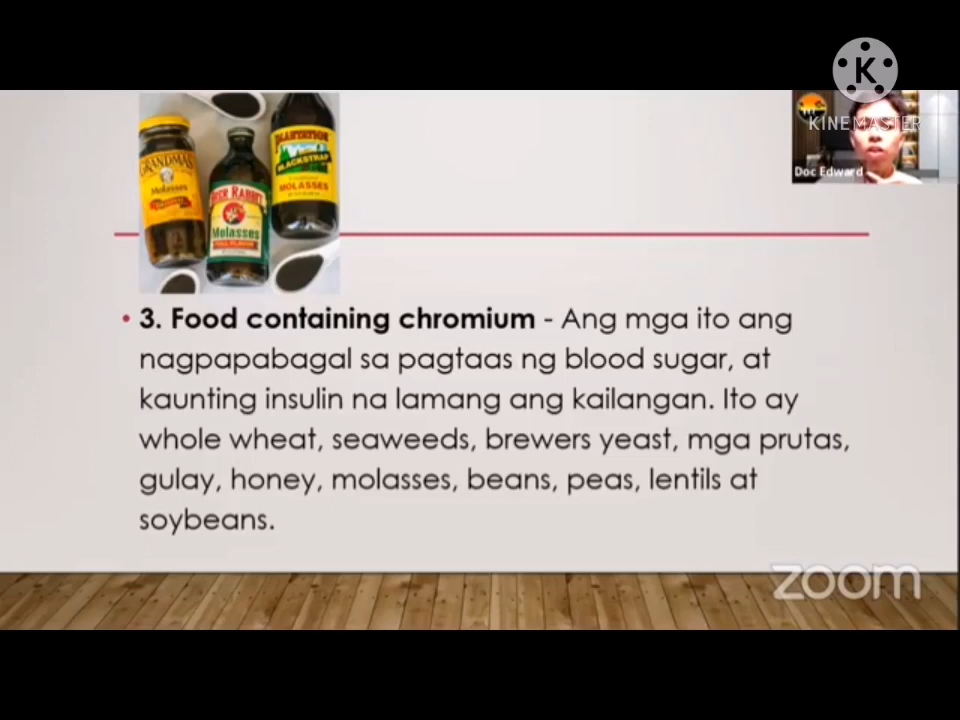 KINEMASTER
Doc Edward
GRANDMA'S
Molasses
BRER RABBIT
Molasses
FULL FLAVOR
PLANTATION
BLACKSTRAP
MOLASSES
• 3. Food containing chromium - Ang mga ito ang
nagpapabagal sa pagtaas ng blood sugar, at
kaunting insulin na lamang ang kailangan. Ito ay
whole wheat, seaweeds, brewers yeast, mga prutas,
gulay, honey, molasses, beans, peas, lentils at
soybeans.
zoom